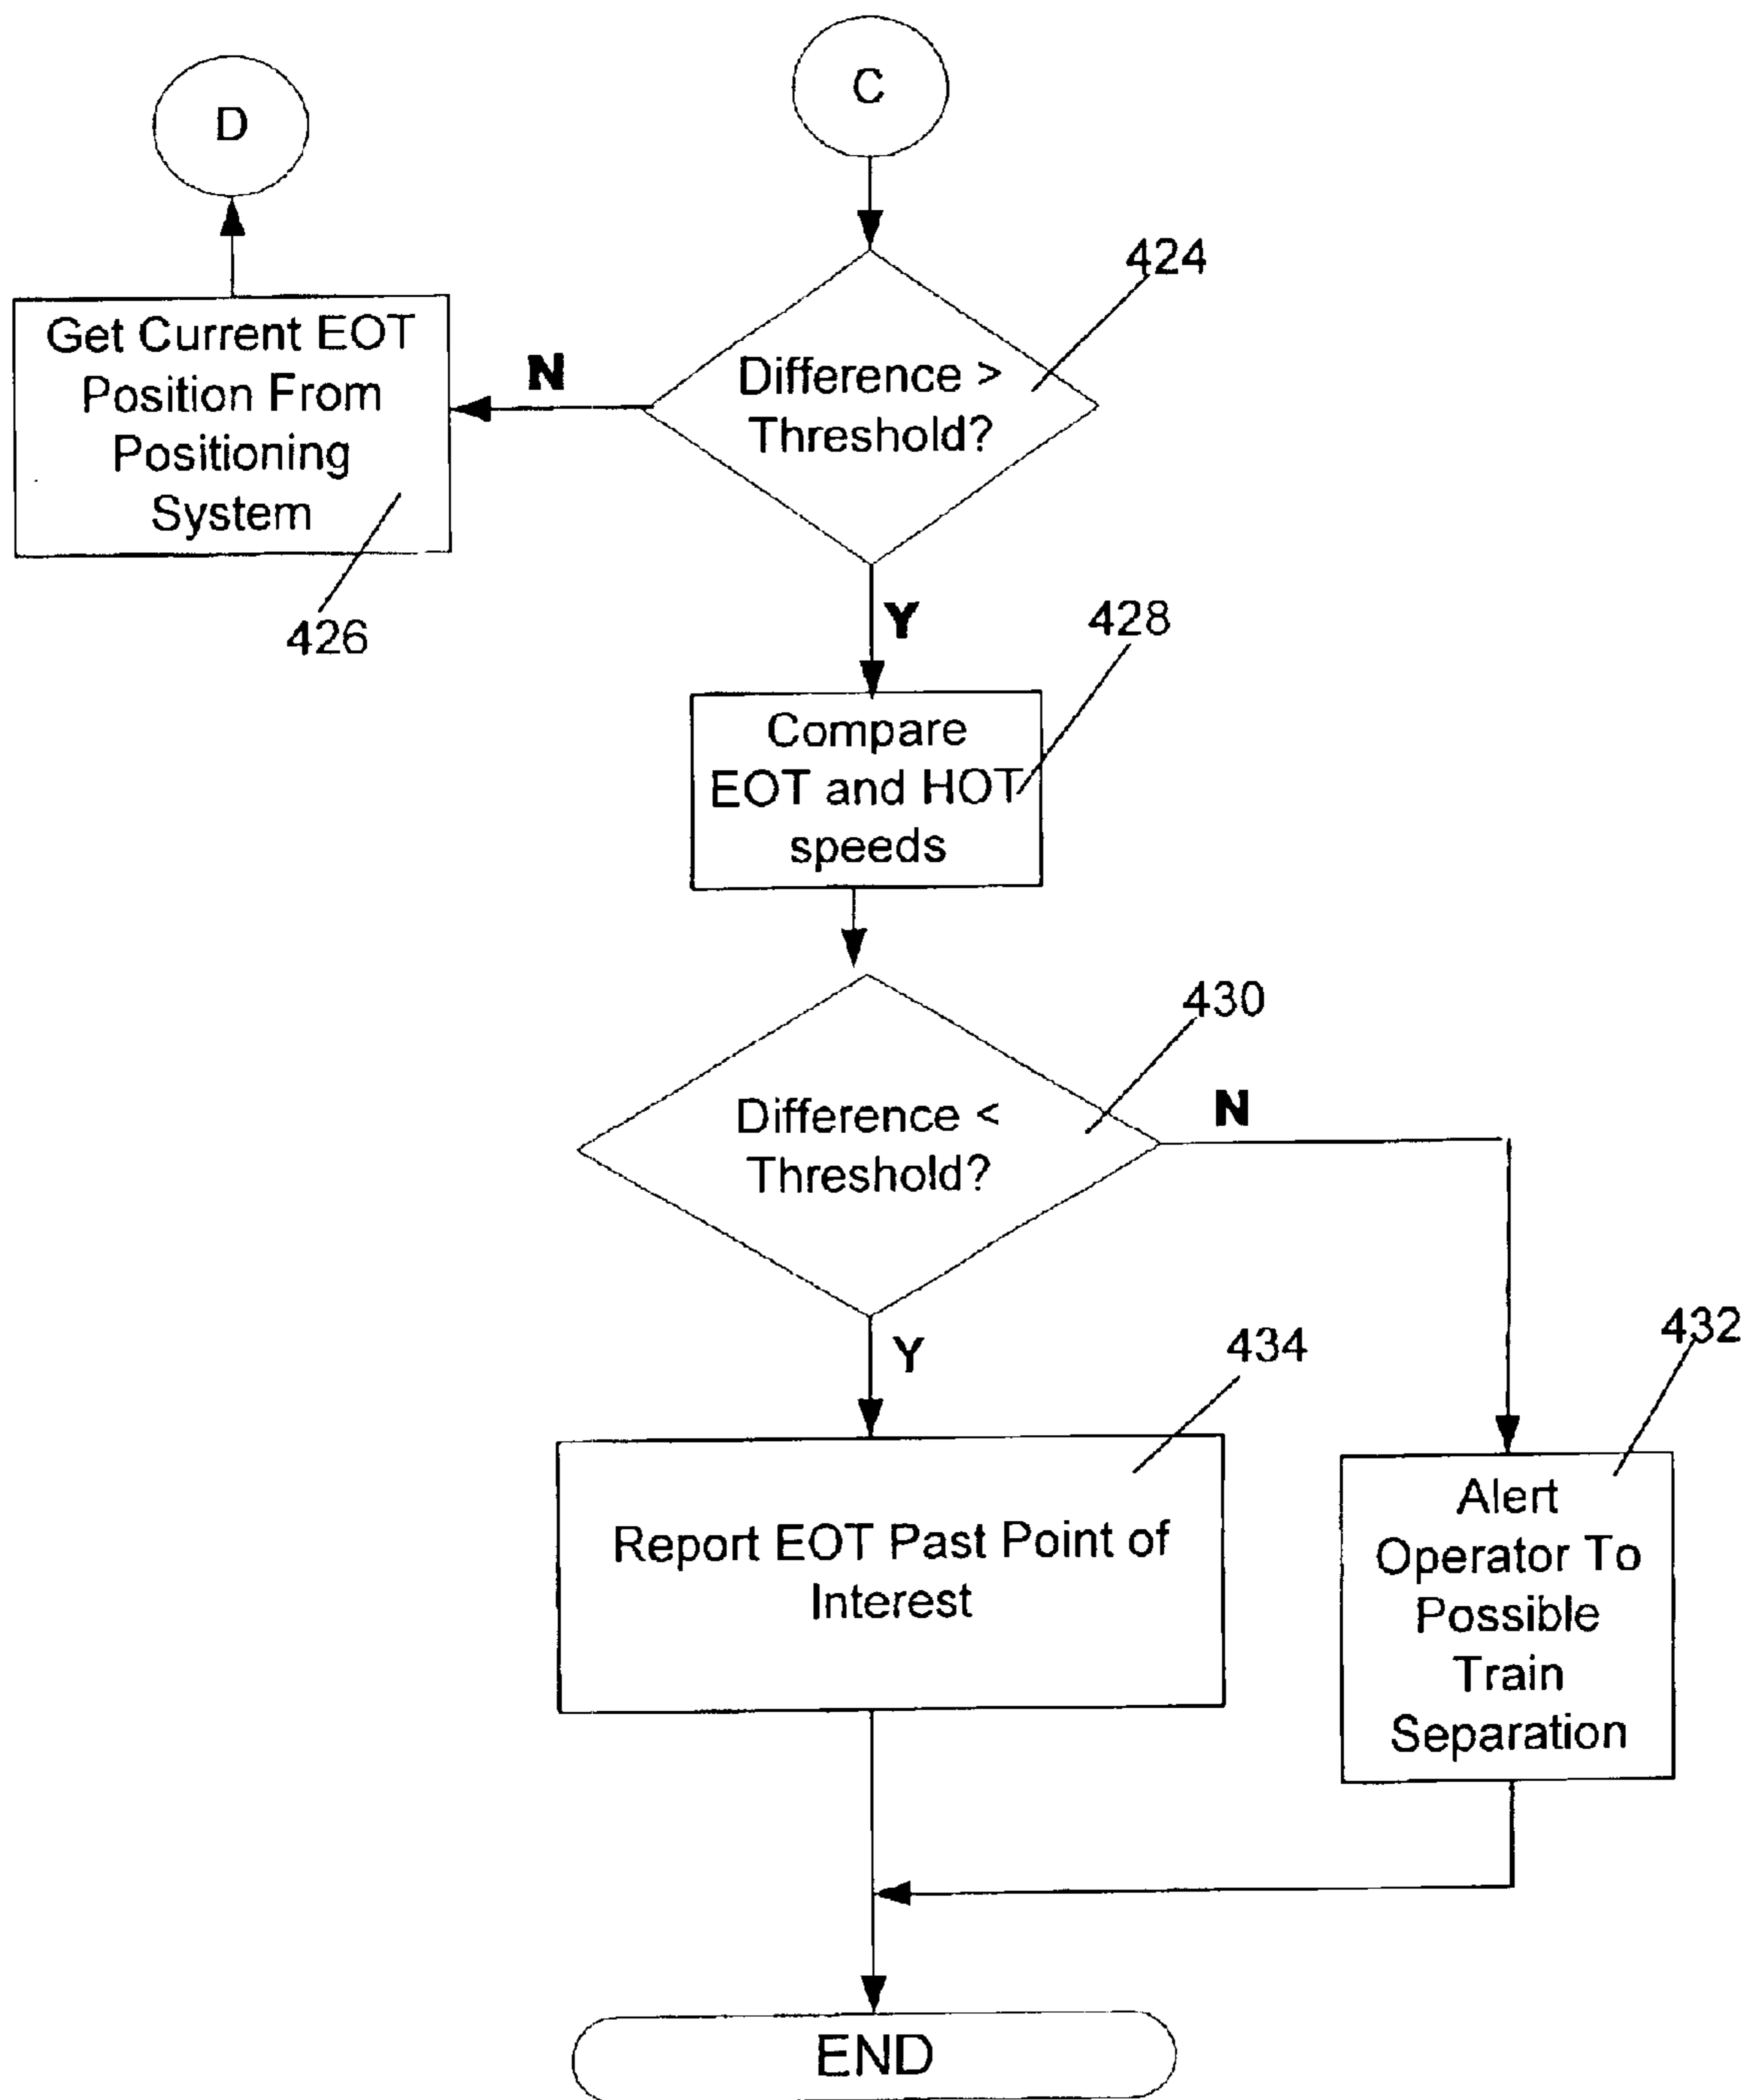 C
D
424
Get Current EOT
Position From
Positioning
System
N
Difference >
Threshold?
426
Y
428
Compare
EOT and HOT
speeds
430
Difference <
Threshold?
N
Y
434
432
Report EOT Past Point of
Interest
Alert
Operator To
Possible
Train
Separation
END